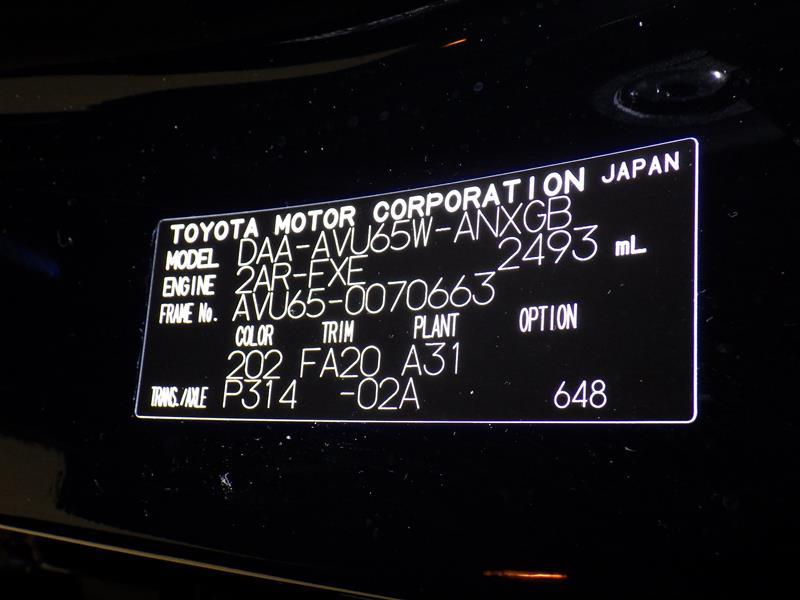 TOYOTA MOTOR CORPORATION JAPAN
MODEL DAA-AVU65W-ANXGB
ENGINE 2AR-FXE 2493 mL
FRAME No. AVU65-0070663
COLOR TRIM PLANT OPTION
202 FA20 A31
TRANS./AXLE P314 -02A 648